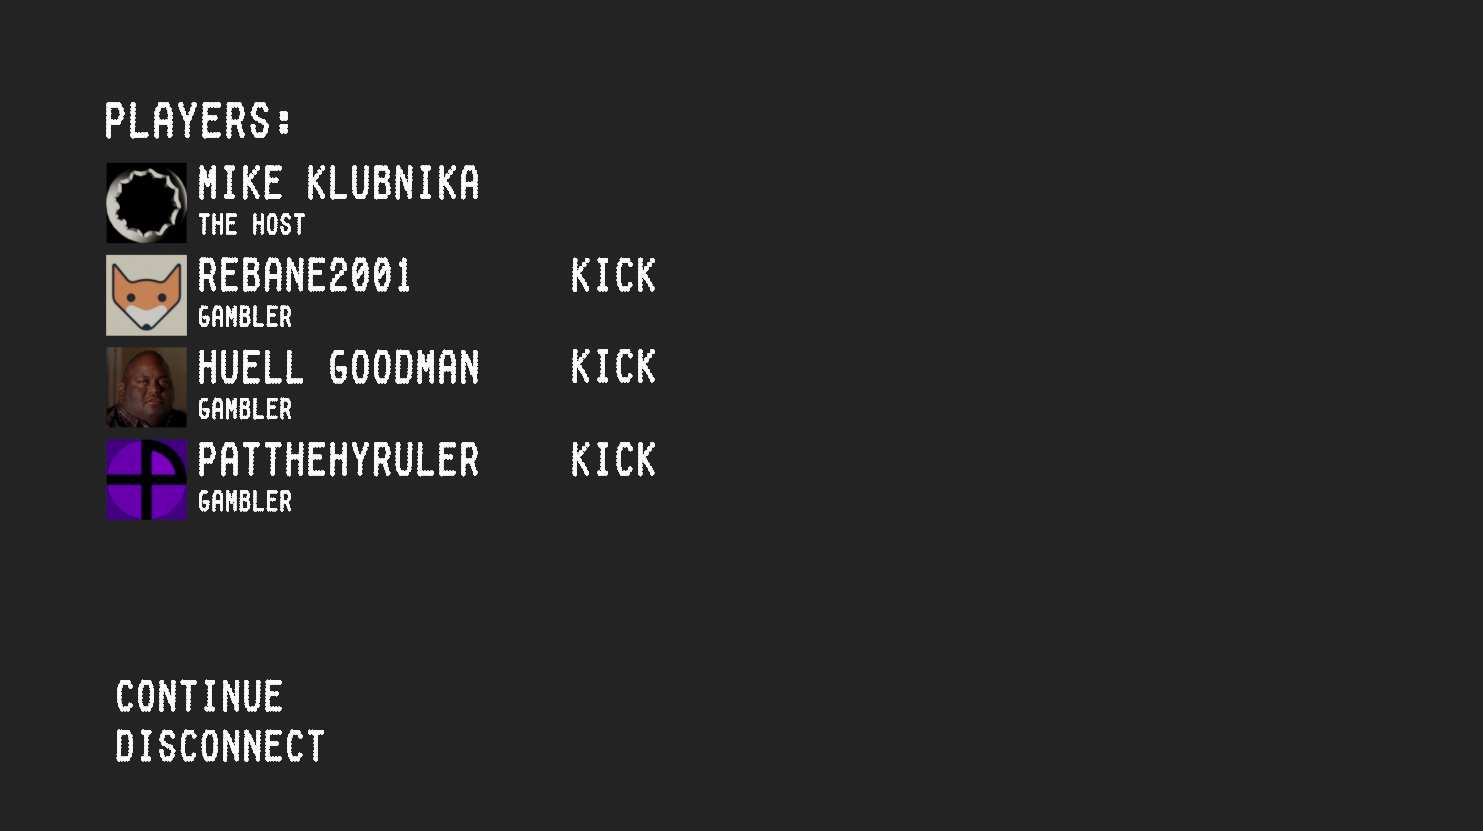 PLAYERS:
MIKE KLUBNIKA
THE HOST
REBANE2001 KICK
GAMBLER
HUELL GOODMAN KICK
GAMBLER
PATTHEHYRULER KICK
GAMBLER
CONTINUE
DISCONNECT